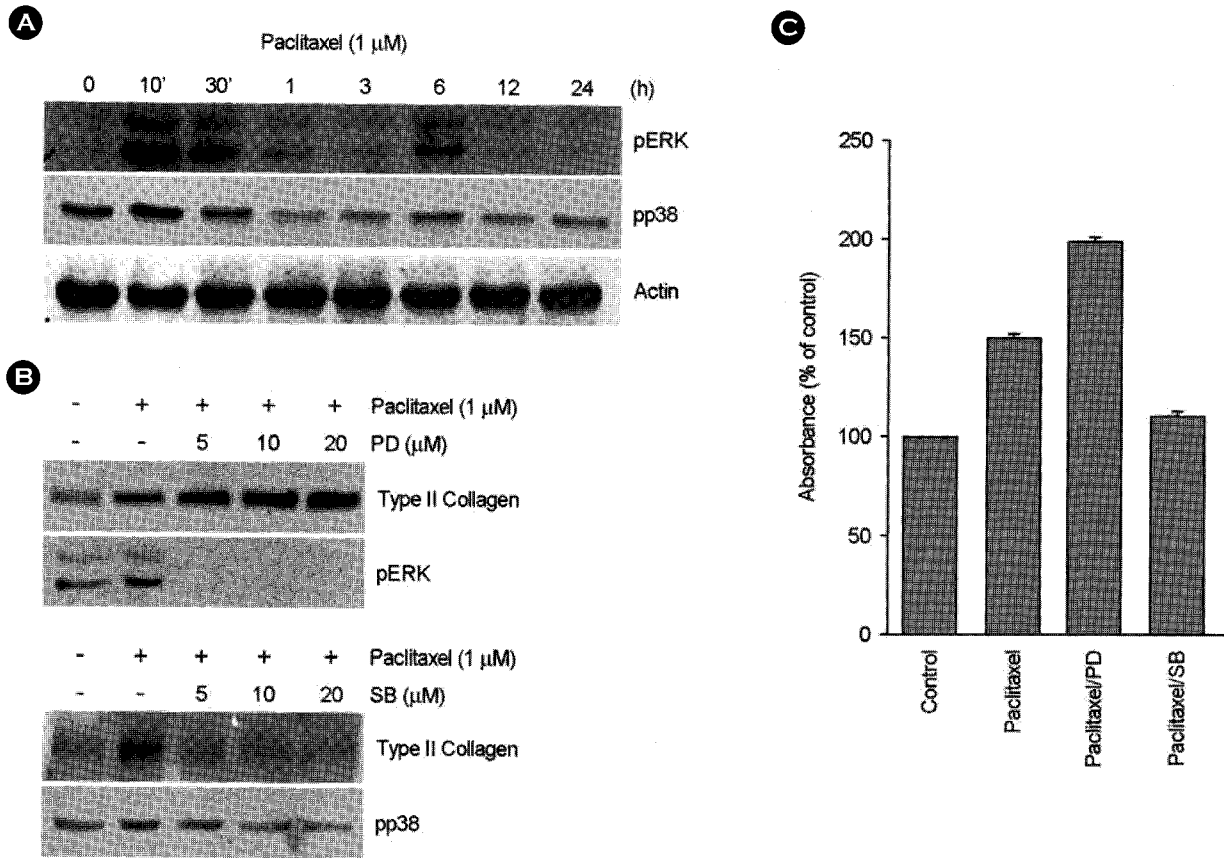 A
Paclitaxel (1 μM)
0 10' 30' 1 3 6 12 24 (h)
pERK
pp38
Actin
B
- + + + + Paclitaxel (1 μM)
- - 5 10 20 PD (μM)
Type II Collagen
pERK
- + + + + Paclitaxel (1 μM)
- - 5 10 20 SB (μM)
Type II Collagen
pp38
C
Absorbance (% of control)
250
200
150
100
50
0
Control
Paclitaxel
Paclitaxel/PD
Paclitaxel/SB